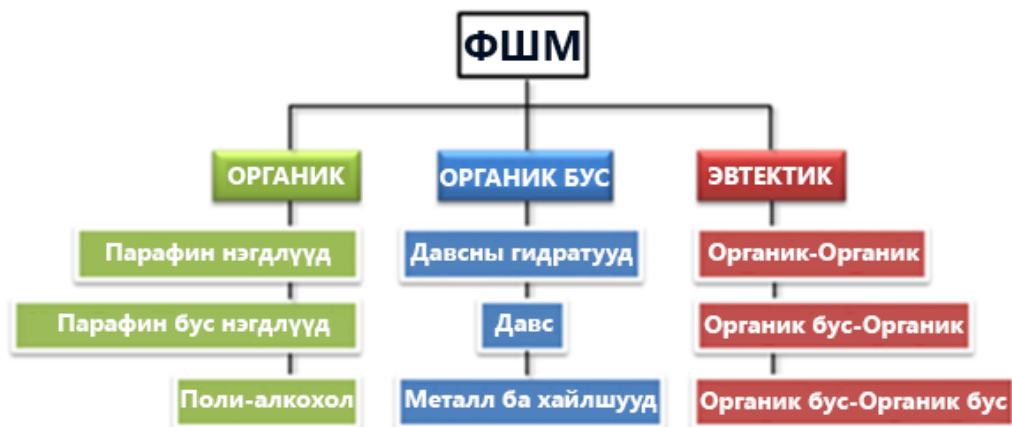 ФШМ
ОРГАНИК
ОРГАНИК БУС
ЭВТЕКТИК
Парафин нэгдлүүд
Давсны гидратууд
Органик-Органик
Парафин бус нэгдлүүд
Давс
Органик бус-Органик
Поли-алкохол
Металл ба хайлшууд
Органик бус-Органик бус